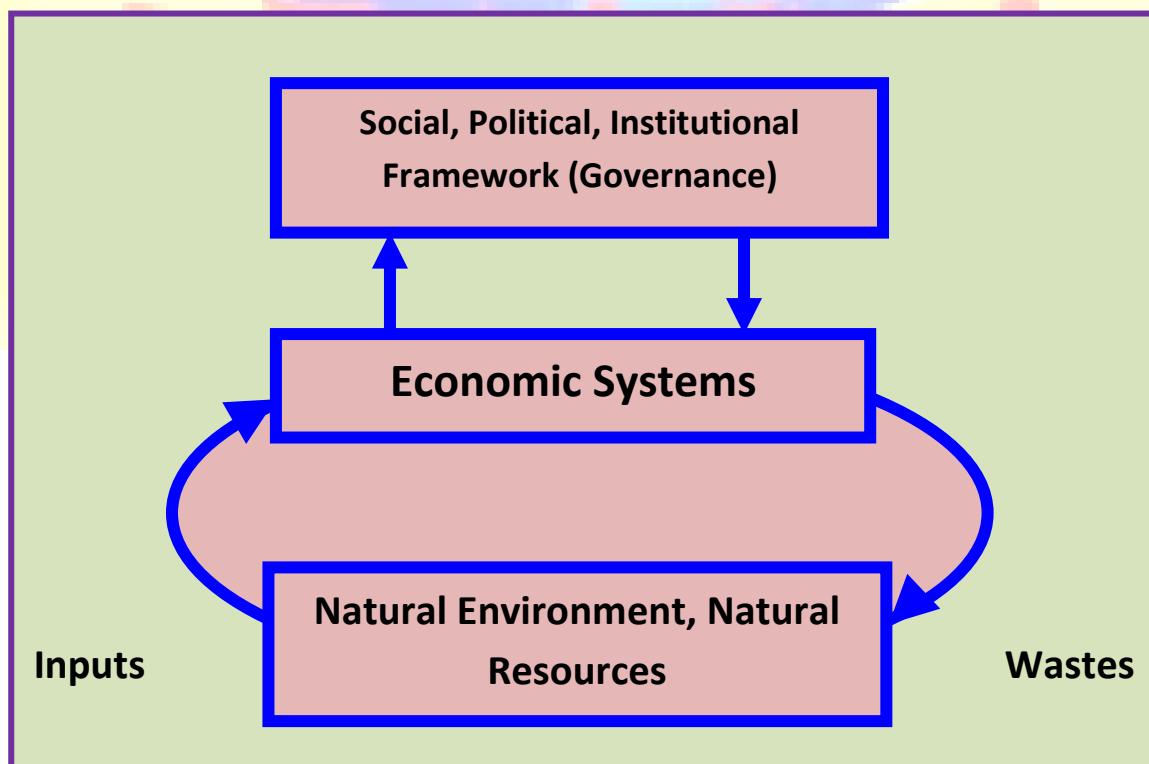 Social, Political, Institutional
Framework (Governance)
Economic Systems
Natural Environment, Natural
Resources
Inputs
Wastes